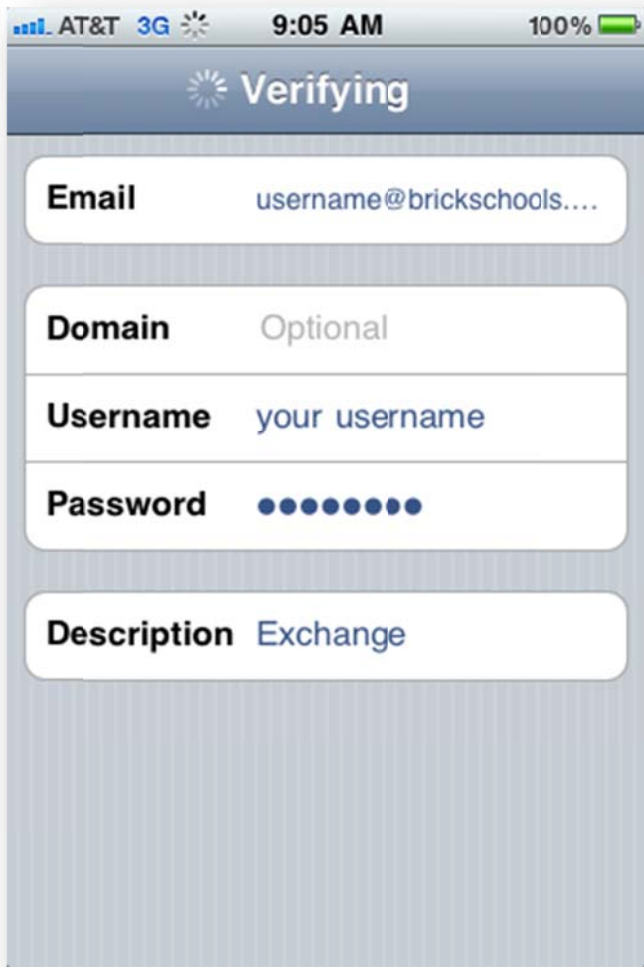 AT&T 3G 9:05 AM 100%
Verifying
Email username@brickschools....
Domain Optional
Username your username
Password ●●●●●●●●
Description Exchange